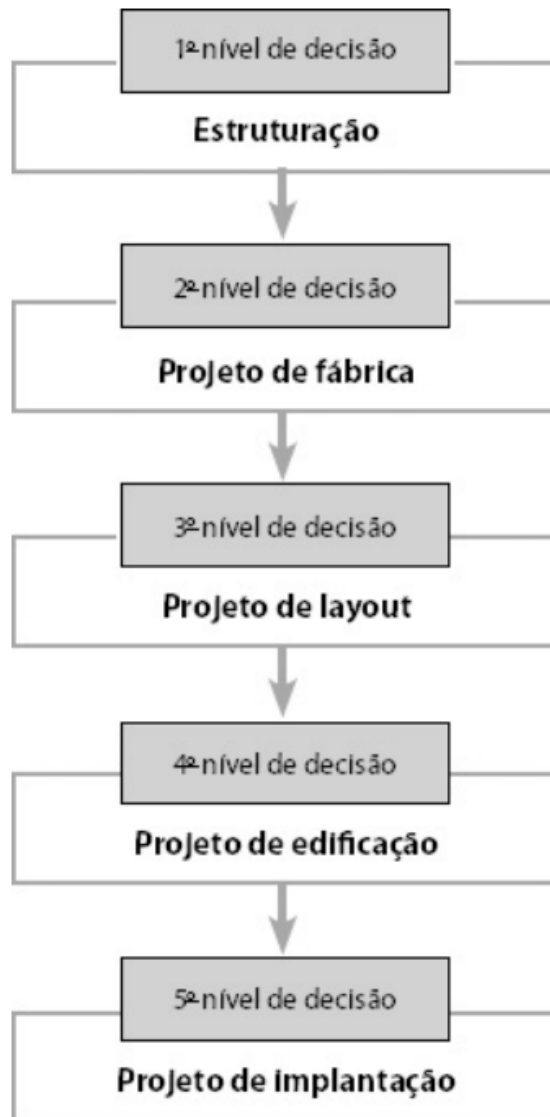 1º nível de decisão
Estruturação
2º nível de decisão
Projeto de fábrica
3º nível de decisão
Projeto de layout
4º nível de decisão
Projeto de edificação
5º nível de decisão
Projeto de implantação